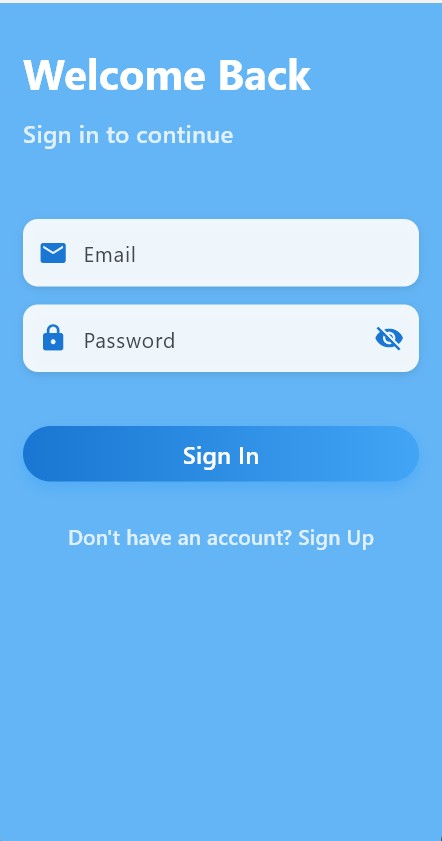 Welcome Back
Sign in to continue
Email
Password
Sign In
Don't have an account? Sign Up